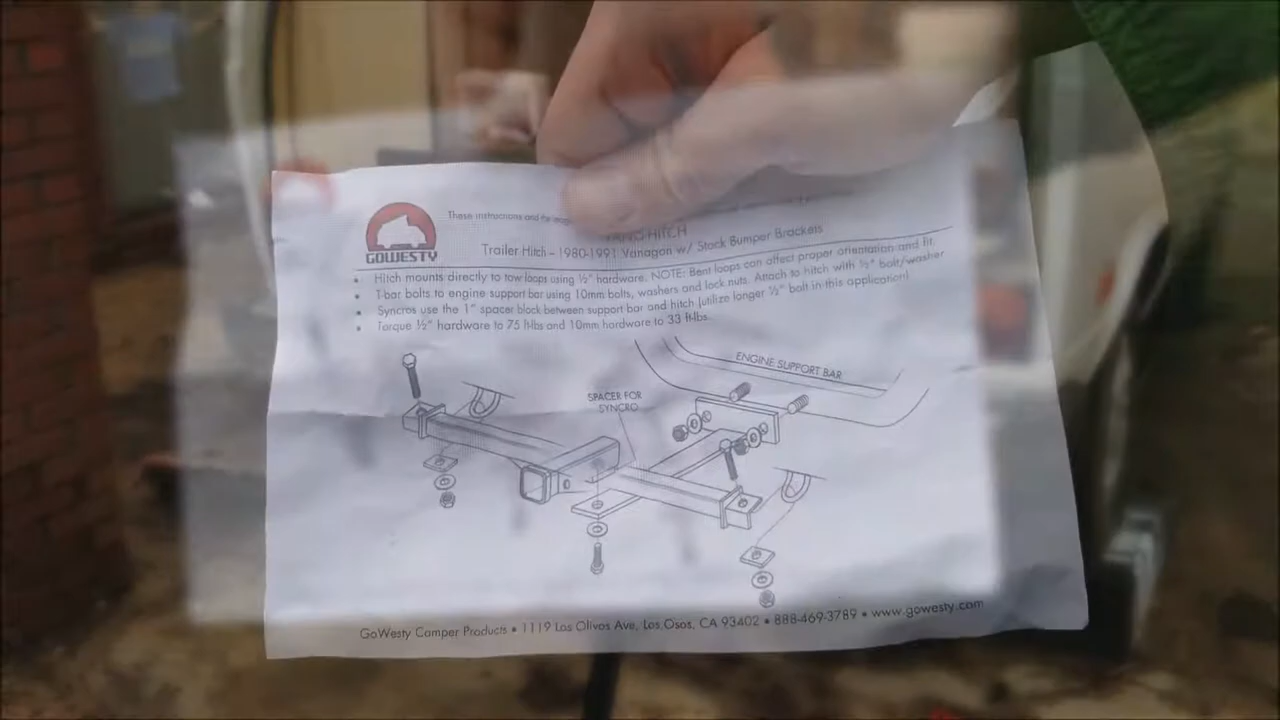 GOWESTY
These instructions and the
HITCH
Trailer Hitch – 1980-1991 Vanagon w/ Stock Bumper Brackets
• Hitch mounts directly to tow loops using ½" hardware. NOTE: Bent loops can affect proper orientation and fit.
• T-bar bolts to engine support bar using 10mm bolts, washers and lock nuts. Attach to hitch with ½" bolt/washer
• Syncros use the 1" spacer block between support bar and hitch (utilize longer ½" bolt in this application)
• Torque ½" hardware to 75 ft-lbs and 10mm hardware to 33 ft-lbs.
ENGINE SUPPORT BAR
SPACER FOR
SYNCRO
GoWesty Camper Products • 1119 Los Olivos Ave, Los Osos, CA 93402 • 888-469-3789 • www.gowesty.com